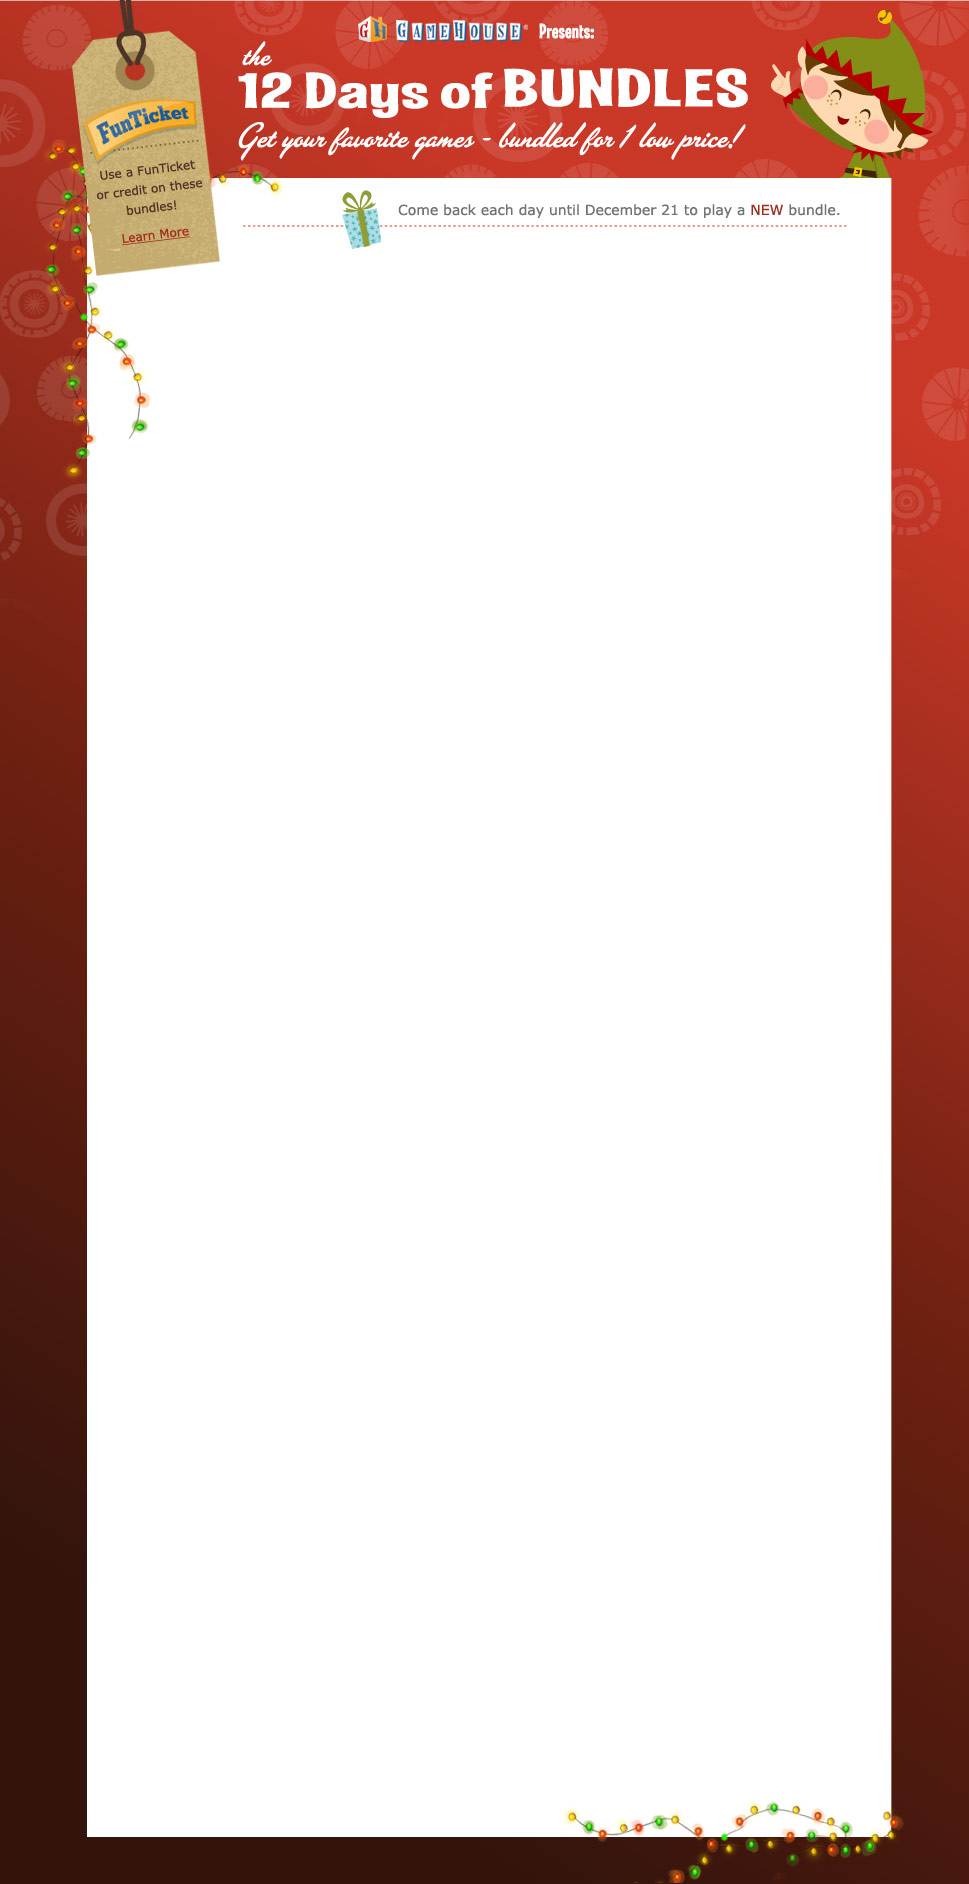 GH GAMEHOUSE® Presents:
the
12 Days of BUNDLES
Get your favorite games - bundled for 1 low price!
FunTicket
Use a FunTicket
or credit on these
bundles!
Learn More
Come back each day until December 21 to play a NEW bundle.